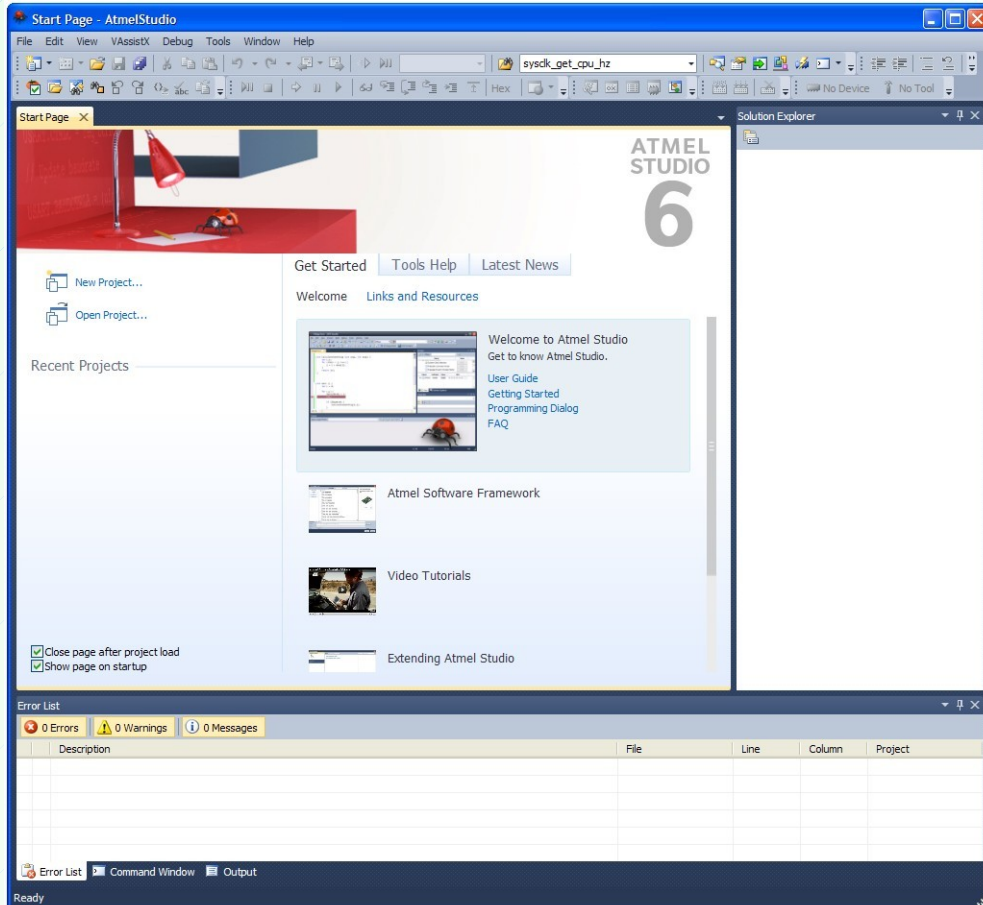 Start Page - AtmelStudio
File Edit View VAssistX Debug Tools Window Help
sysclk_get_cpu_hz
Hex No Device No Tool
Start Page
Solution Explorer
ATMEL
STUDIO
6
New Project...
Open Project...
Recent Projects
Close page after project load
Show page on startup
Get Started Tools Help Latest News
Welcome Links and Resources
Welcome to Atmel Studio
Get to know Atmel Studio.
User Guide
Getting Started
Programming Dialog
FAQ
Atmel Software Framework
Video Tutorials
Extending Atmel Studio
Error List
0 Errors 0 Warnings 0 Messages
Description File Line Column Project
Error List Command Window Output
Ready